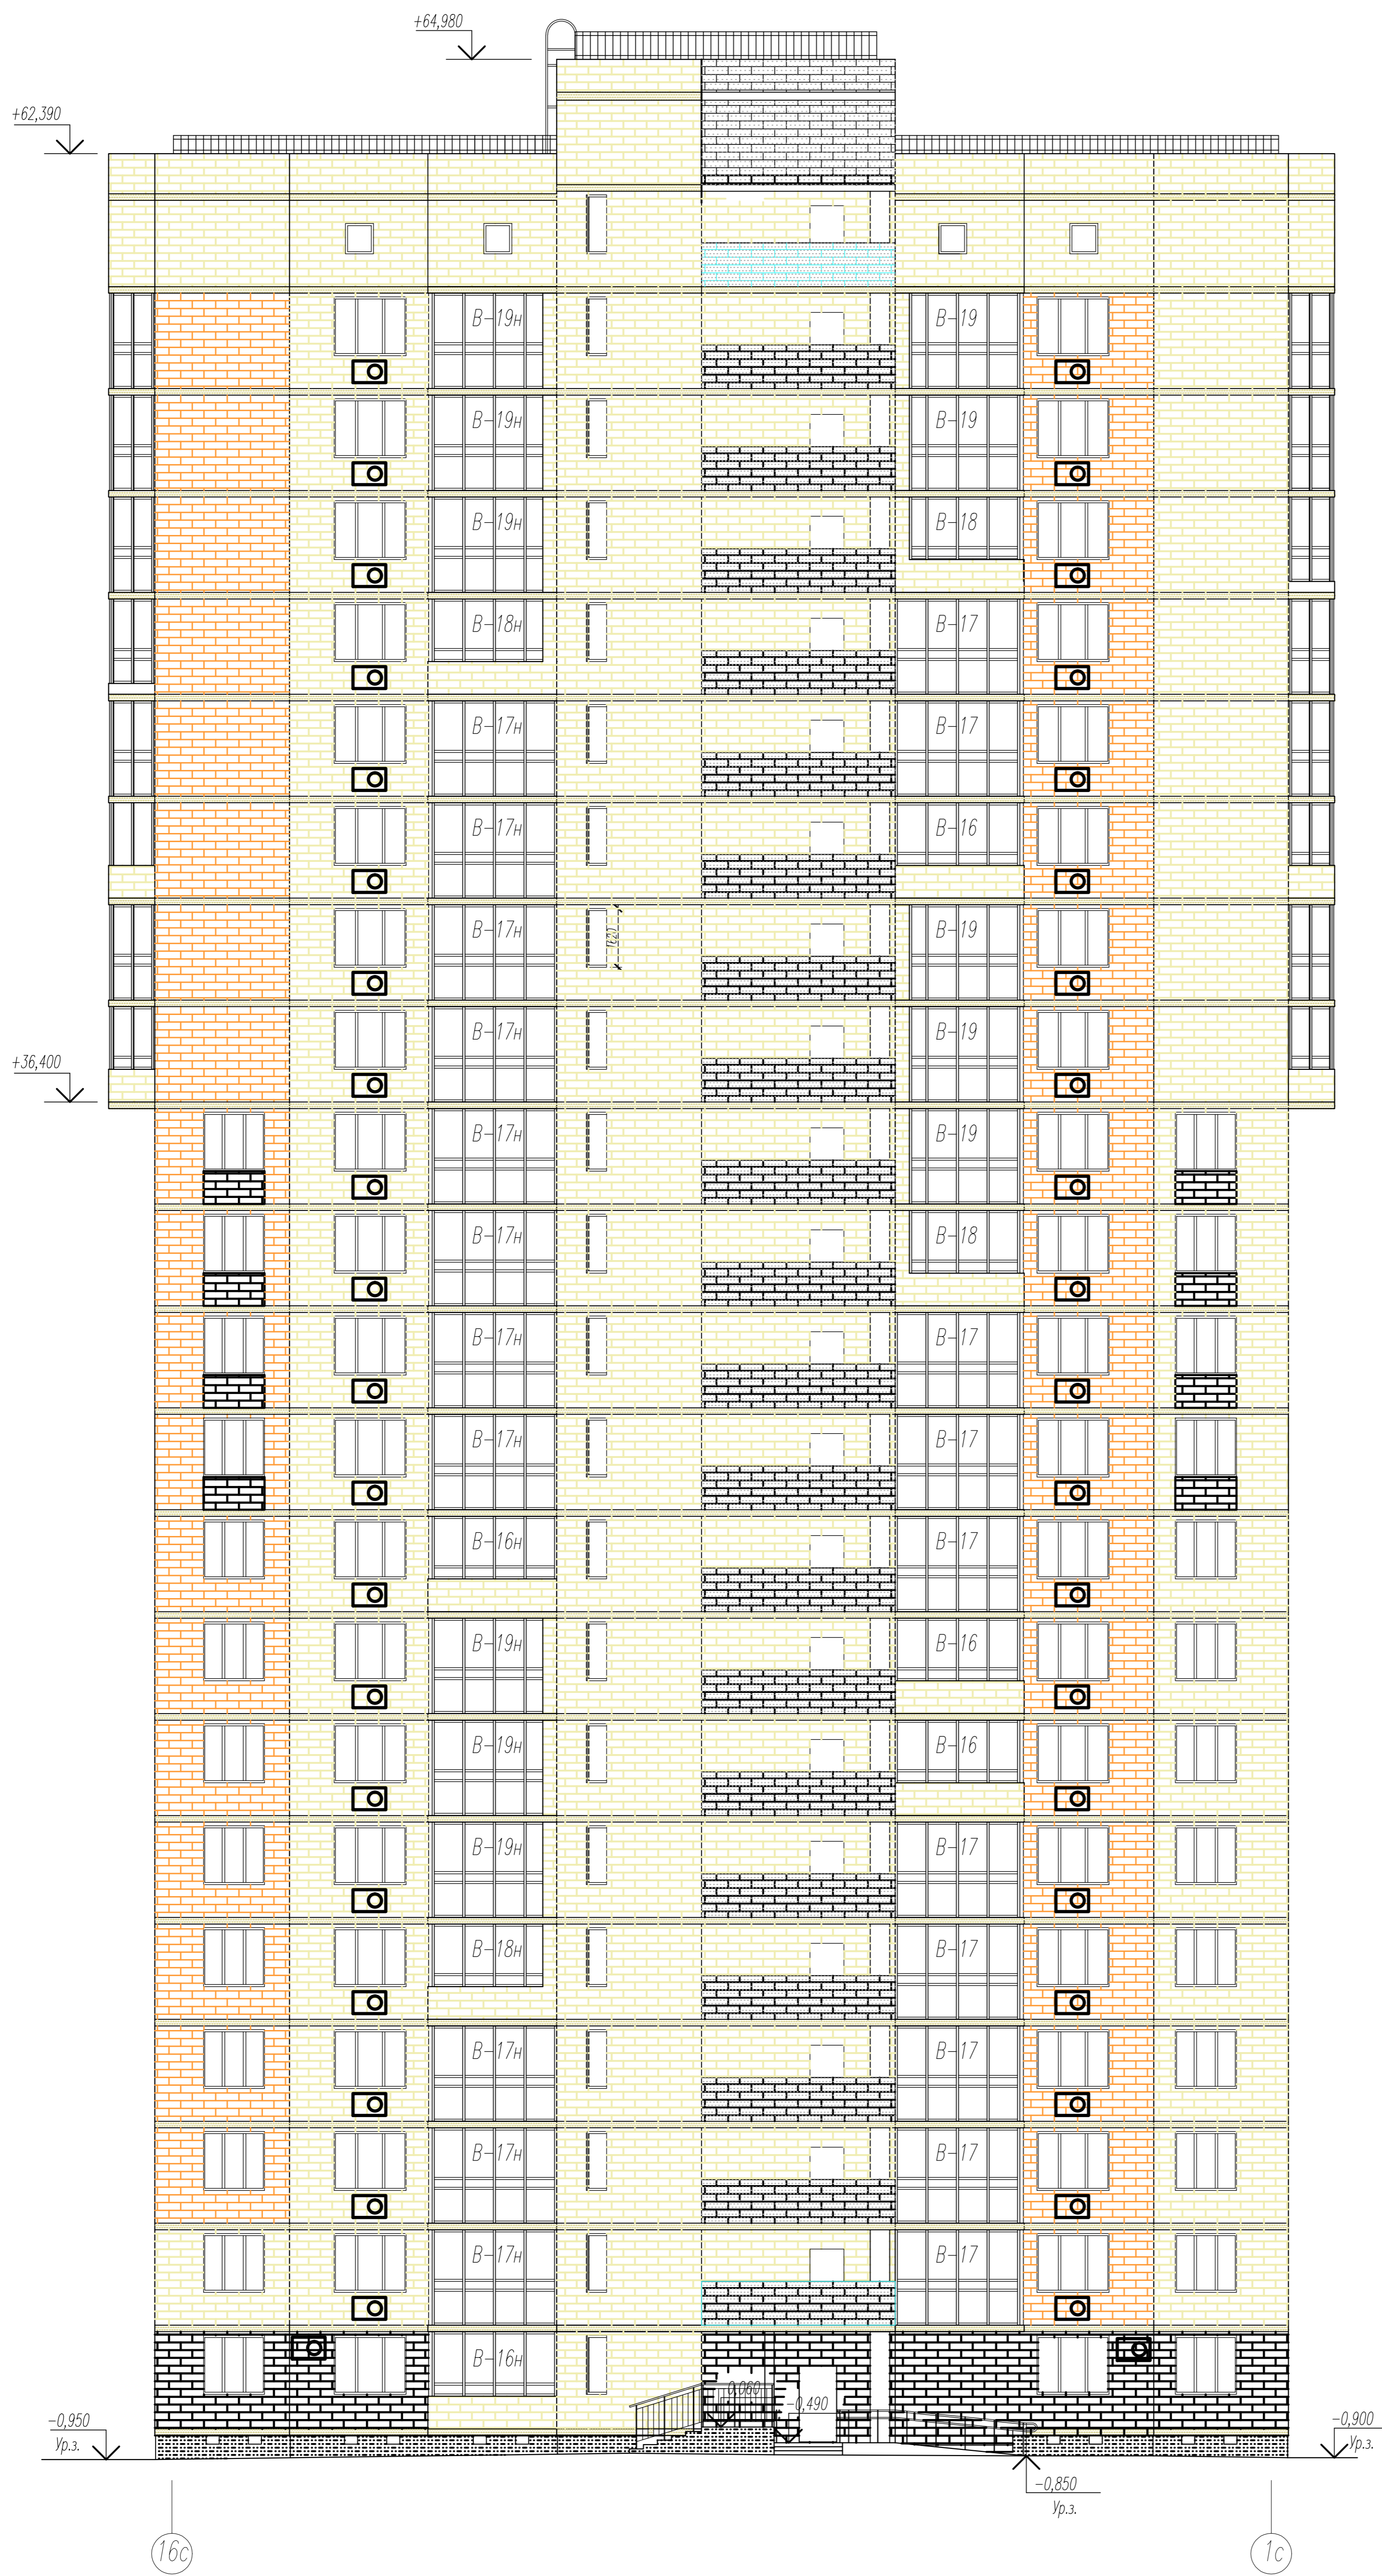 +64,980
+62,390
В-19н В-19
В-19н В-19
В-19н В-18
В-18н В-17
В-17н В-17
В-17н В-16
В-17н 1620 В-19
В-17н В-19
+36,400
В-17н В-19
В-17н В-18
В-17н В-17
В-17н В-17
В-16н В-17
В-19н В-16
В-19н В-16
В-19н В-17
В-18н В-17
В-17н В-17
В-17н В-17
В-17н В-17
В-16н
-0,490
-0,950
Ур.з.
-0,900
Ур.з.
-0,850
Ур.з.
16с 1с